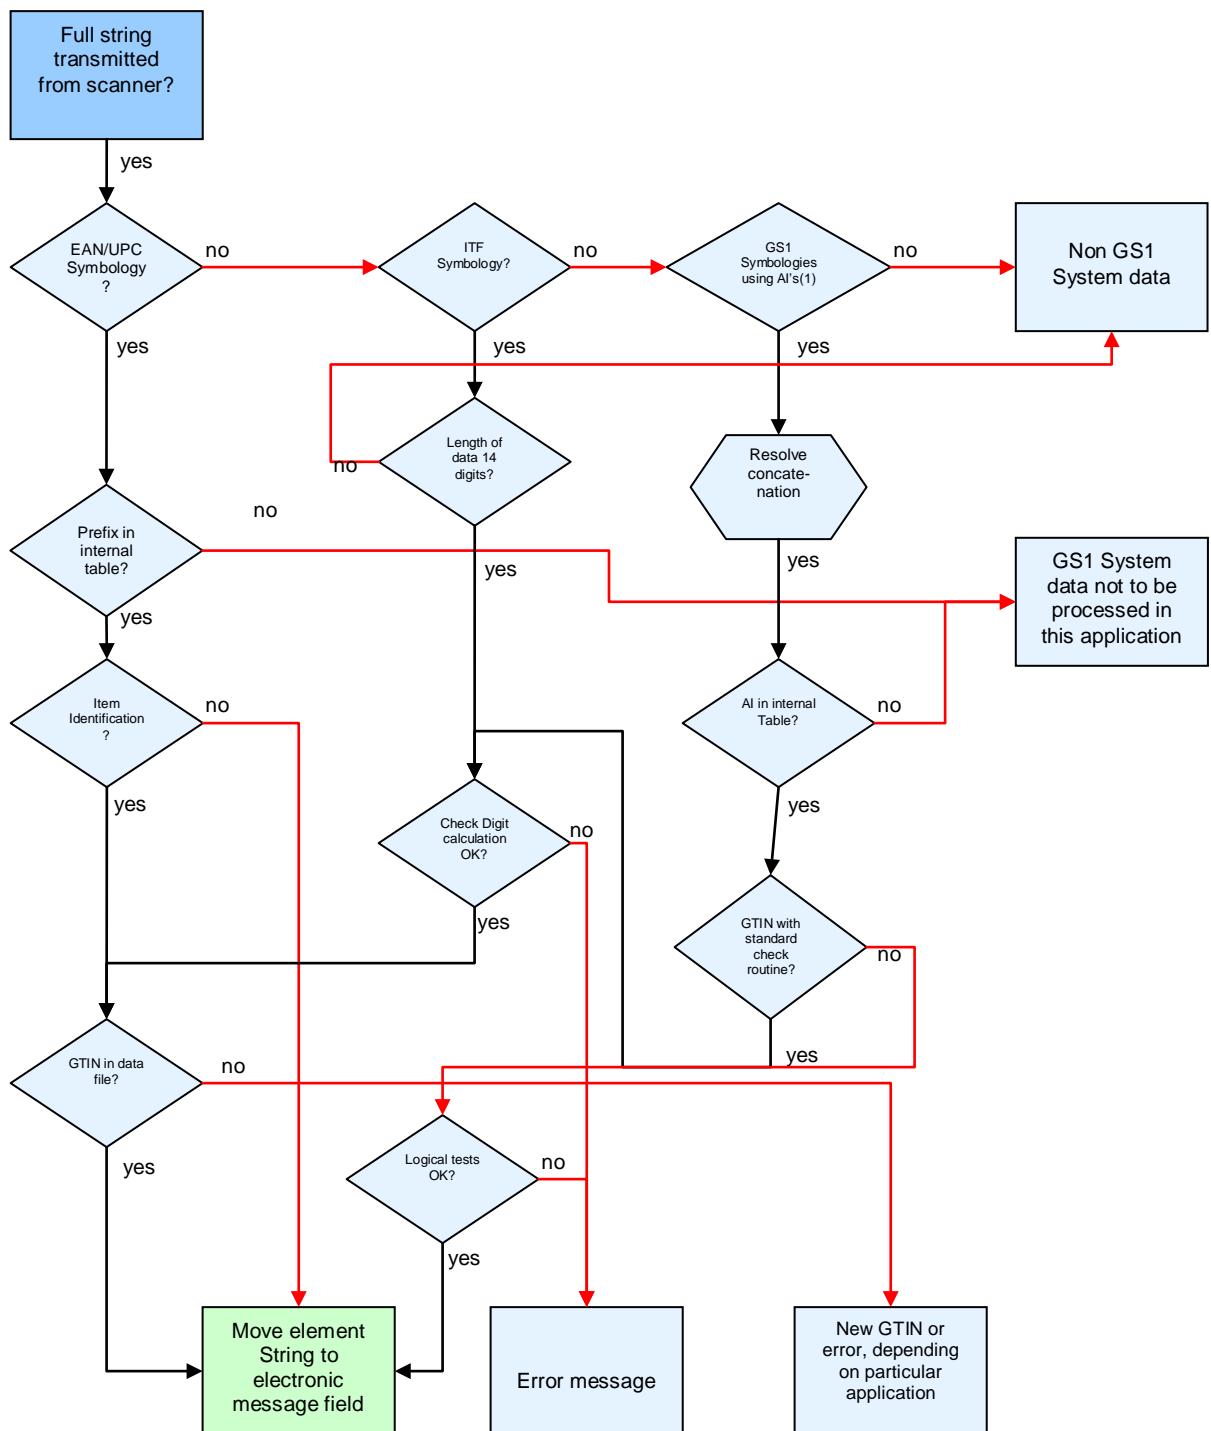 Full string
transmitted
from scanner?
yes
EAN/UPC
Symbology
?
no
ITF
Symbology?
no
GS1
Symbologies
using AI's(1)
no
Non GS1
System data
yes
yes
yes
Length of
data 14
digits?
no
Resolve
concate-
nation
no
Prefix in
internal
table?
yes
yes
GS1 System
data not to be
processed in
this application
yes
Item
Identification
?
no
AI in internal
Table?
no
yes
yes
Check Digit
calculation
OK?
no
yes
GTIN with
standard
check
routine?
no
yes
GTIN in data
file?
no
yes
Logical tests
OK?
no
yes
Move element
String to
electronic
message field
Error message
New GTIN or
error, depending
on particular
application